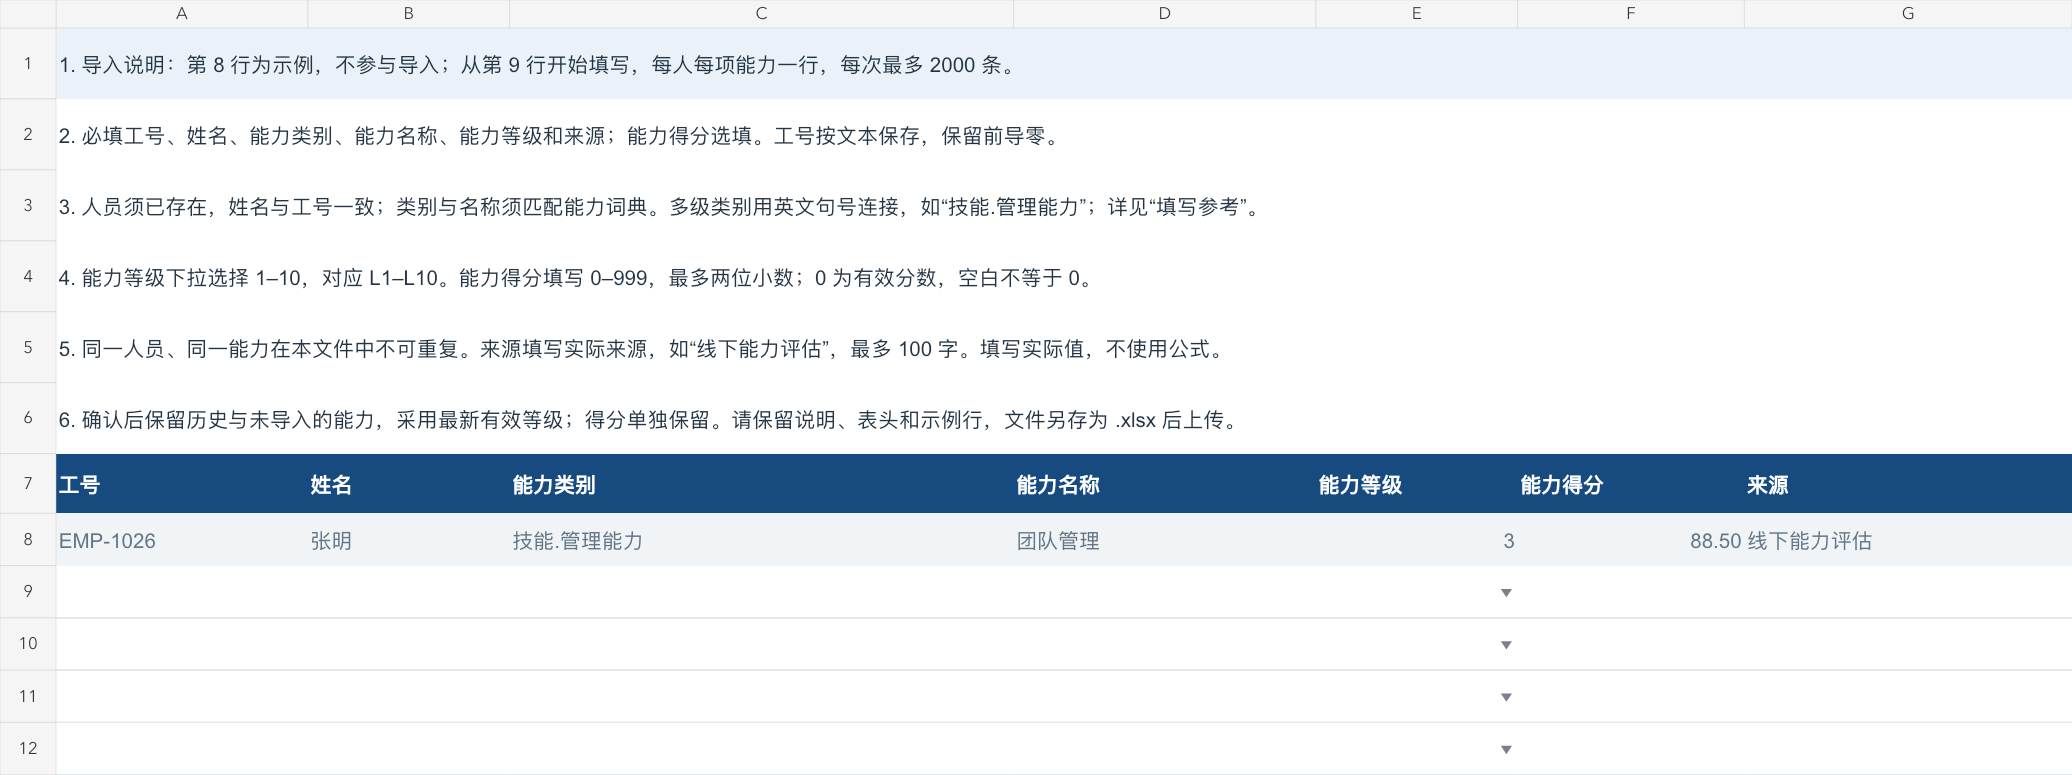 A B C D E F G
1 1. 导入说明：第 8 行为示例，不参与导入；从第 9 行开始填写，每人每项能力一行，每次最多 2000 条。
2 2. 必填工号、姓名、能力类别、能力名称、能力等级和来源；能力得分选填。工号按文本保存，保留前导零。
3 3. 人员须已存在，姓名与工号一致；类别与名称须匹配能力词典。多级类别用英文句号连接，如“技能.管理能力”；详见“填写参考”。
4 4. 能力等级下拉选择 1–10，对应 L1–L10。能力得分填写 0–999，最多两位小数；0 为有效分数，空白不等于 0。
5 5. 同一人员、同一能力在本文件中不可重复。来源填写实际来源，如“线下能力评估”，最多 100 字。填写实际值，不使用公式。
6 6. 确认后保留历史与未导入的能力，采用最新有效等级；得分单独保留。请保留说明、表头和示例行，文件另存为 .xlsx 后上传。
7 工号 姓名 能力类别 能力名称 能力等级 能力得分 来源
8 EMP-1026 张明 技能.管理能力 团队管理 3 88.50 线下能力评估
9
10
11
12